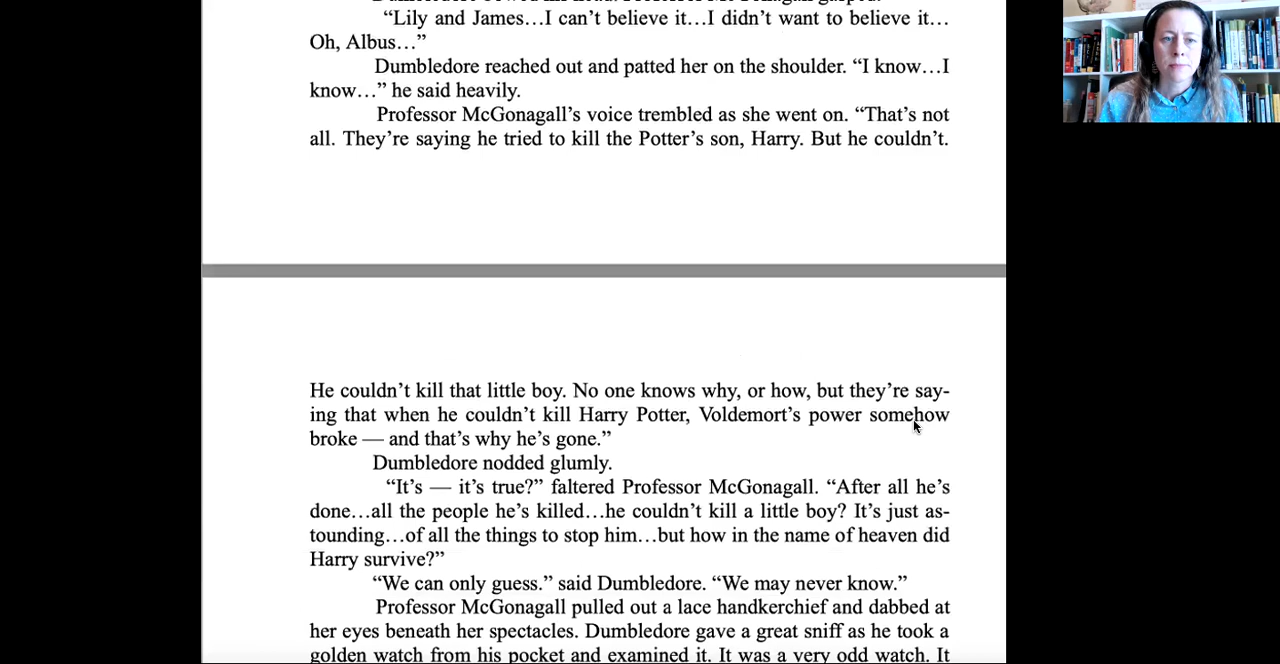 “Lily and James…I can’t believe it…I didn’t want to believe it…
Oh, Albus…”
Dumbledore reached out and patted her on the shoulder. “I know…I
know…” he said heavily.
Professor McGonagall’s voice trembled as she went on. “That’s not
all. They’re saying he tried to kill the Potter’s son, Harry. But he couldn’t.
He couldn’t kill that little boy. No one knows why, or how, but they’re say-
ing that when he couldn’t kill Harry Potter, Voldemort’s power somehow
broke — and that’s why he’s gone.”
Dumbledore nodded glumly.
“It’s — it’s true?” faltered Professor McGonagall. “After all he’s
done…all the people he’s killed…he couldn’t kill a little boy? It’s just as-
tounding…of all the things to stop him…but how in the name of heaven did
Harry survive?”
“We can only guess.” said Dumbledore. “We may never know.”
Professor McGonagall pulled out a lace handkerchief and dabbed at
her eyes beneath her spectacles. Dumbledore gave a great sniff as he took a
golden watch from his pocket and examined it. It was a very odd watch. It